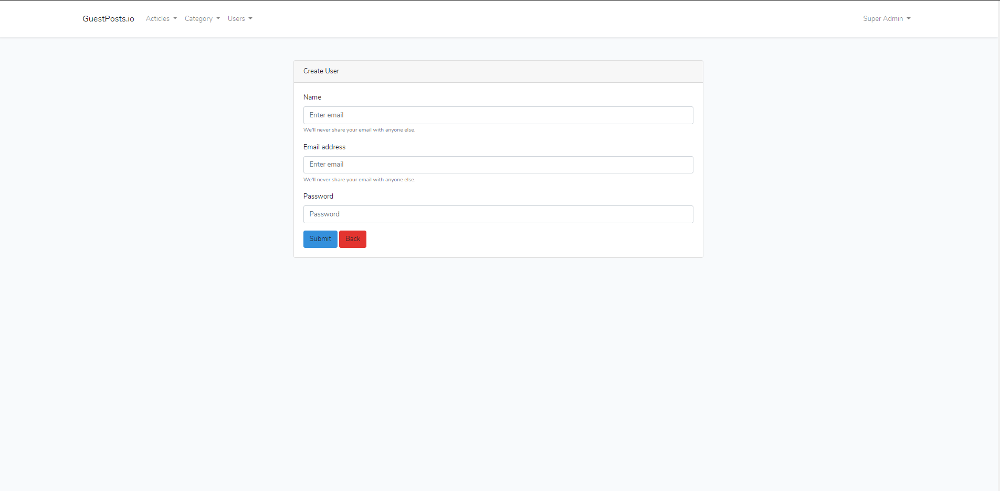 GuestPosts.io Acticles Category Users Super Admin
Create User
Name
Enter email
We'll never share your email with anyone else.
Email address
Enter email
We'll never share your email with anyone else.
Password
Password
Submit Back